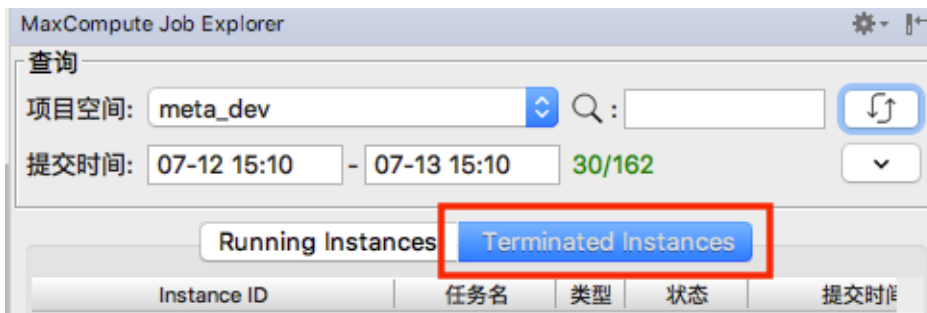 MaxCompute Job Explorer
查询
项目空间: meta_dev :
提交时间: 07-12 15:10 - 07-13 15:10 30/162
Running Instances Terminated Instances
Instance ID 任务名 类型 状态 提交时间